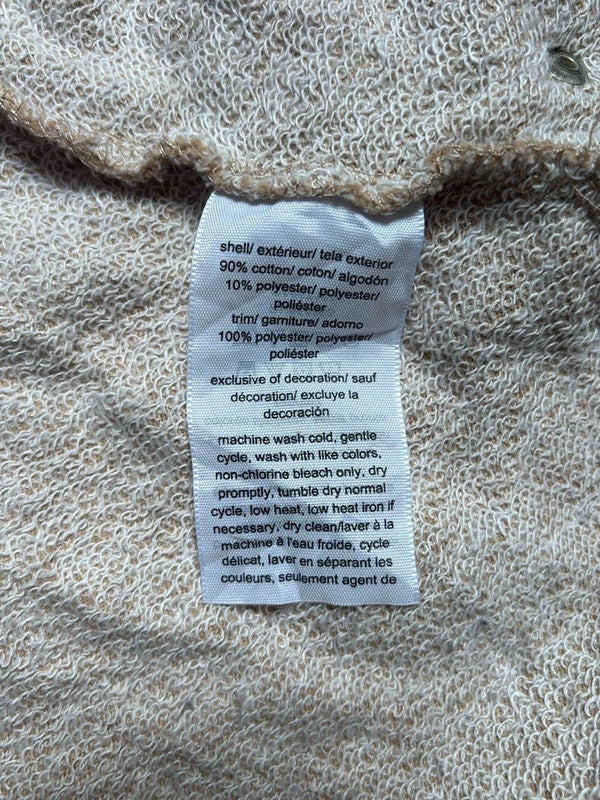 shell/ extérieur/ tela exterior
90% cotton/ coton/ algodón
10% polyester/ polyester/
poliéster
trim/ garniture/ adorno
100% polyester/ polyester/
poliéster
exclusive of decoration/ sauf
décoration/ excluye la
decoración
machine wash cold, gentle
cycle, wash with like colors,
non-chlorine bleach only, dry
promptly, tumble dry normal
cycle, low heat, low heat iron if
necessary, dry clean/laver à la
machine à l'eau froide, cycle
délicat, laver en séparant les
couleurs, seulement agent de